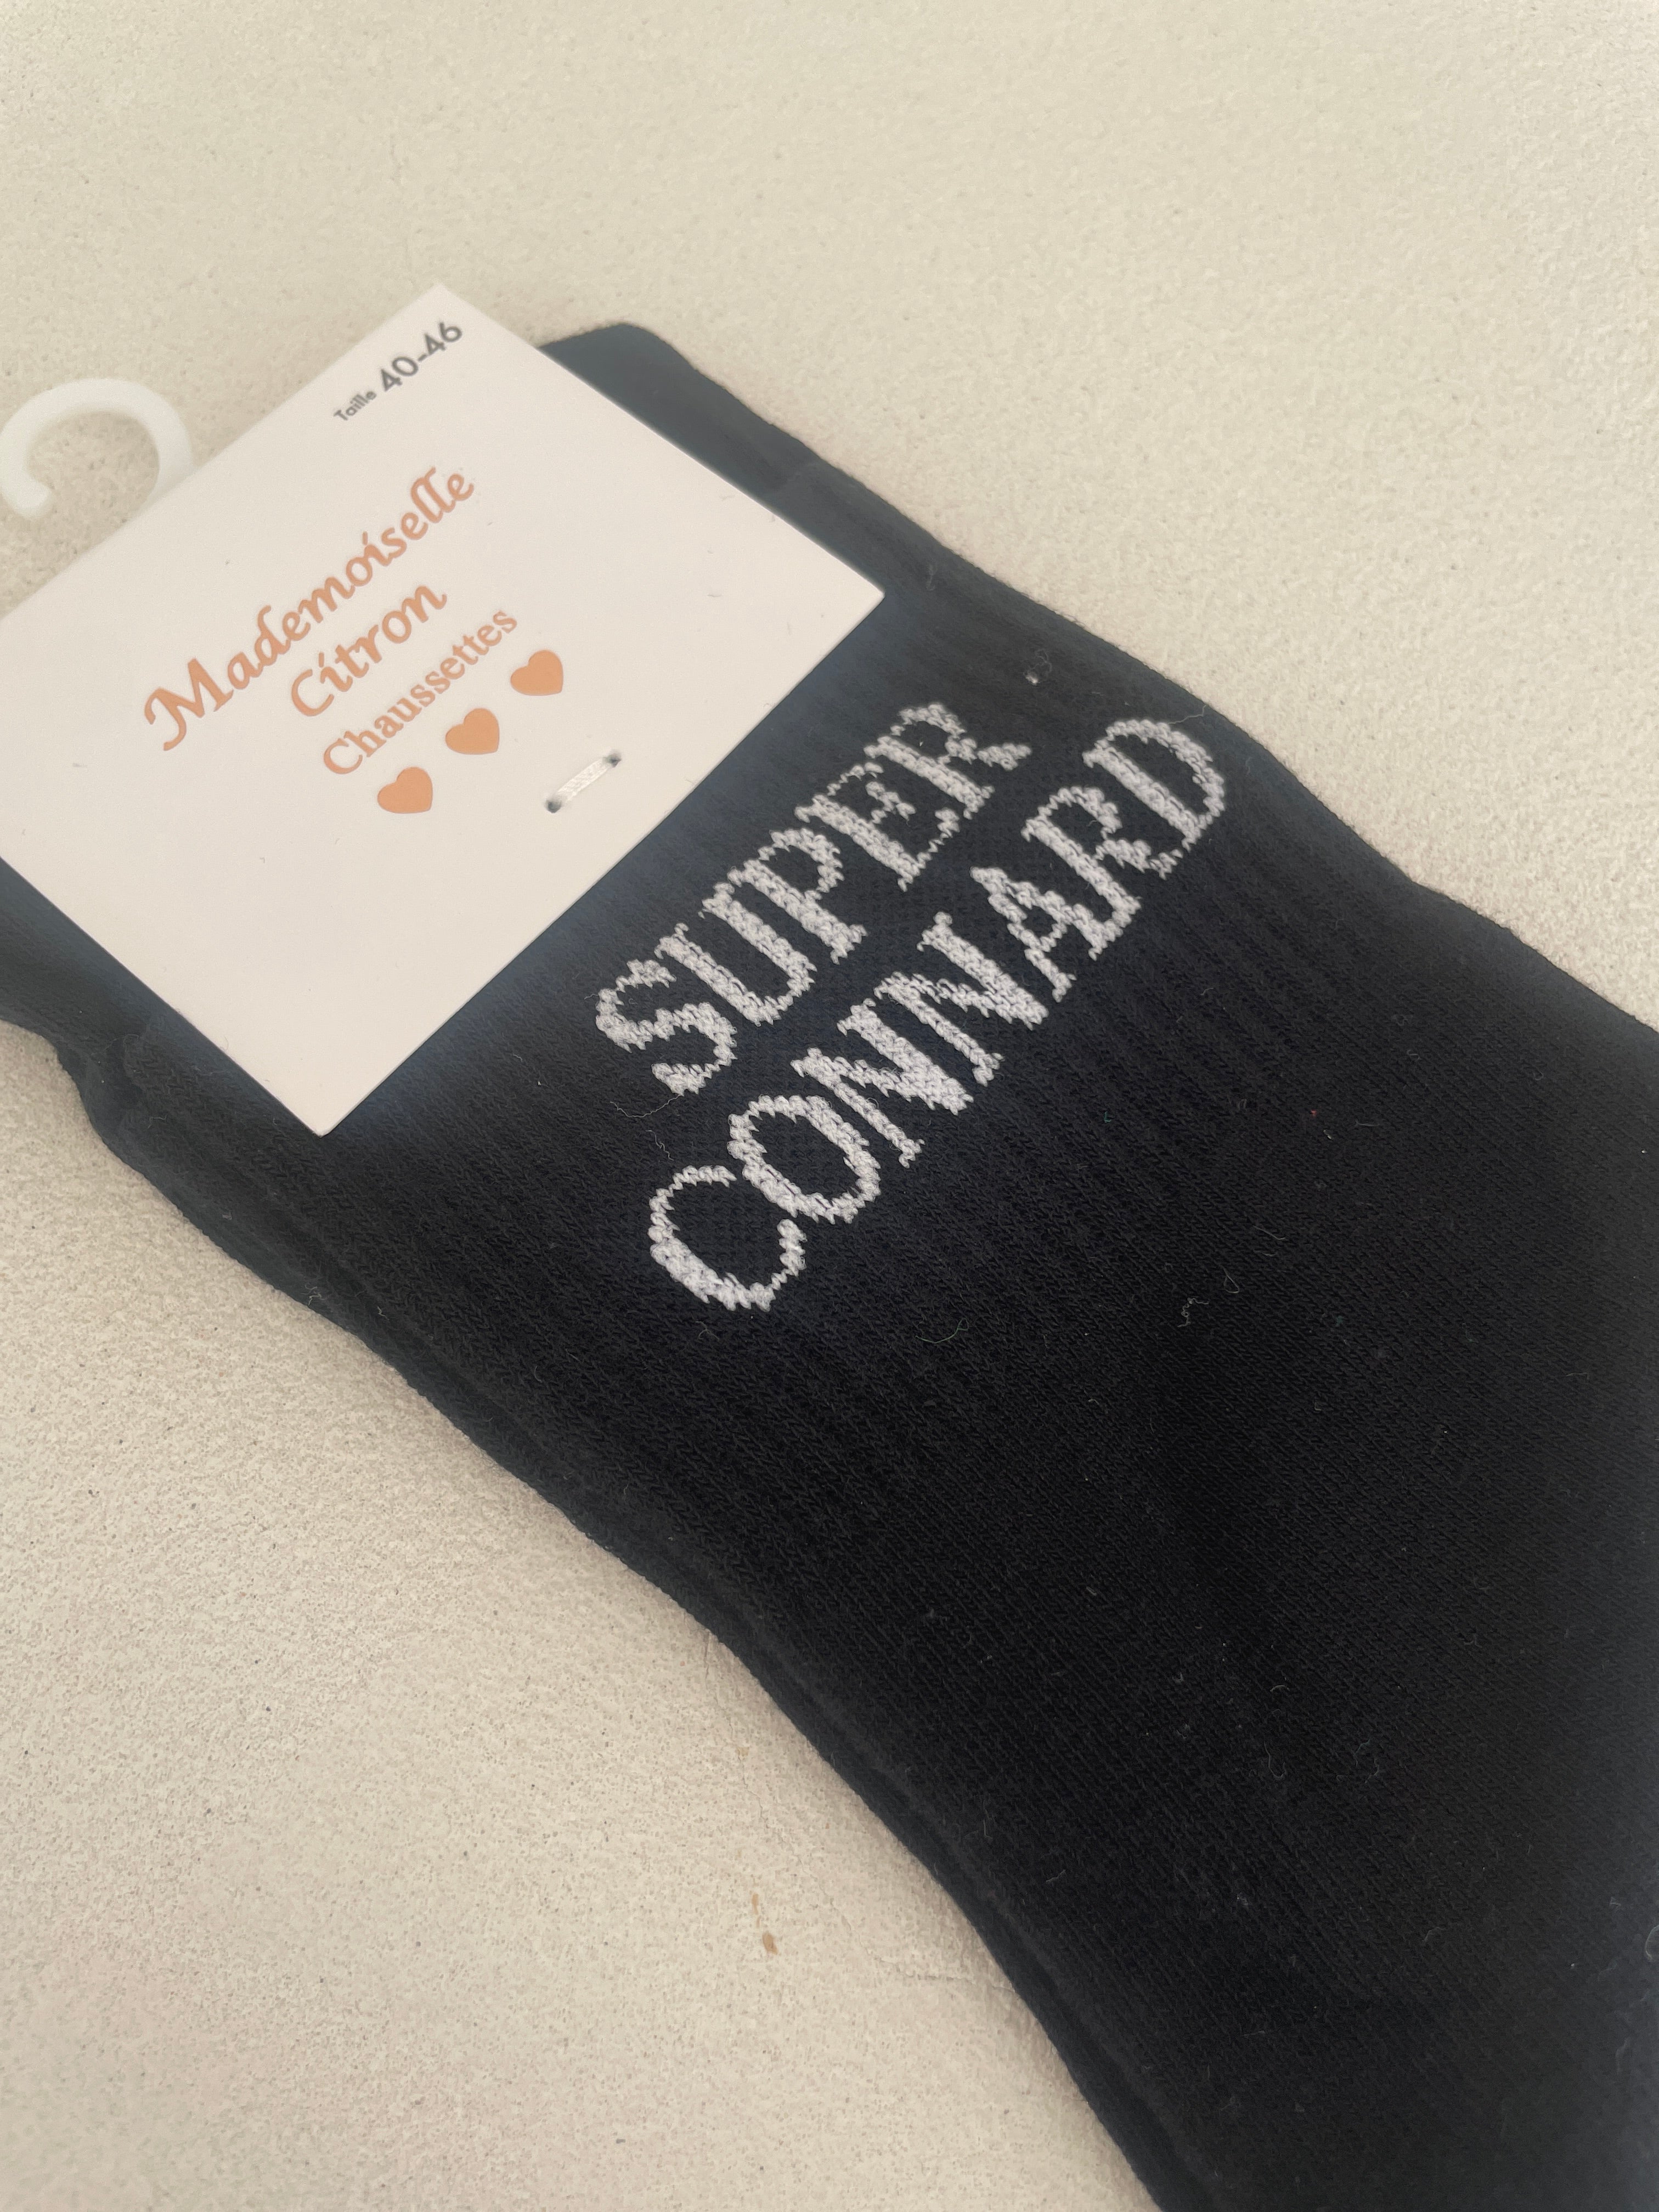 Taille 40-46
Mademoiselle
Citron
Chaussettes
SUPER
CONNARD